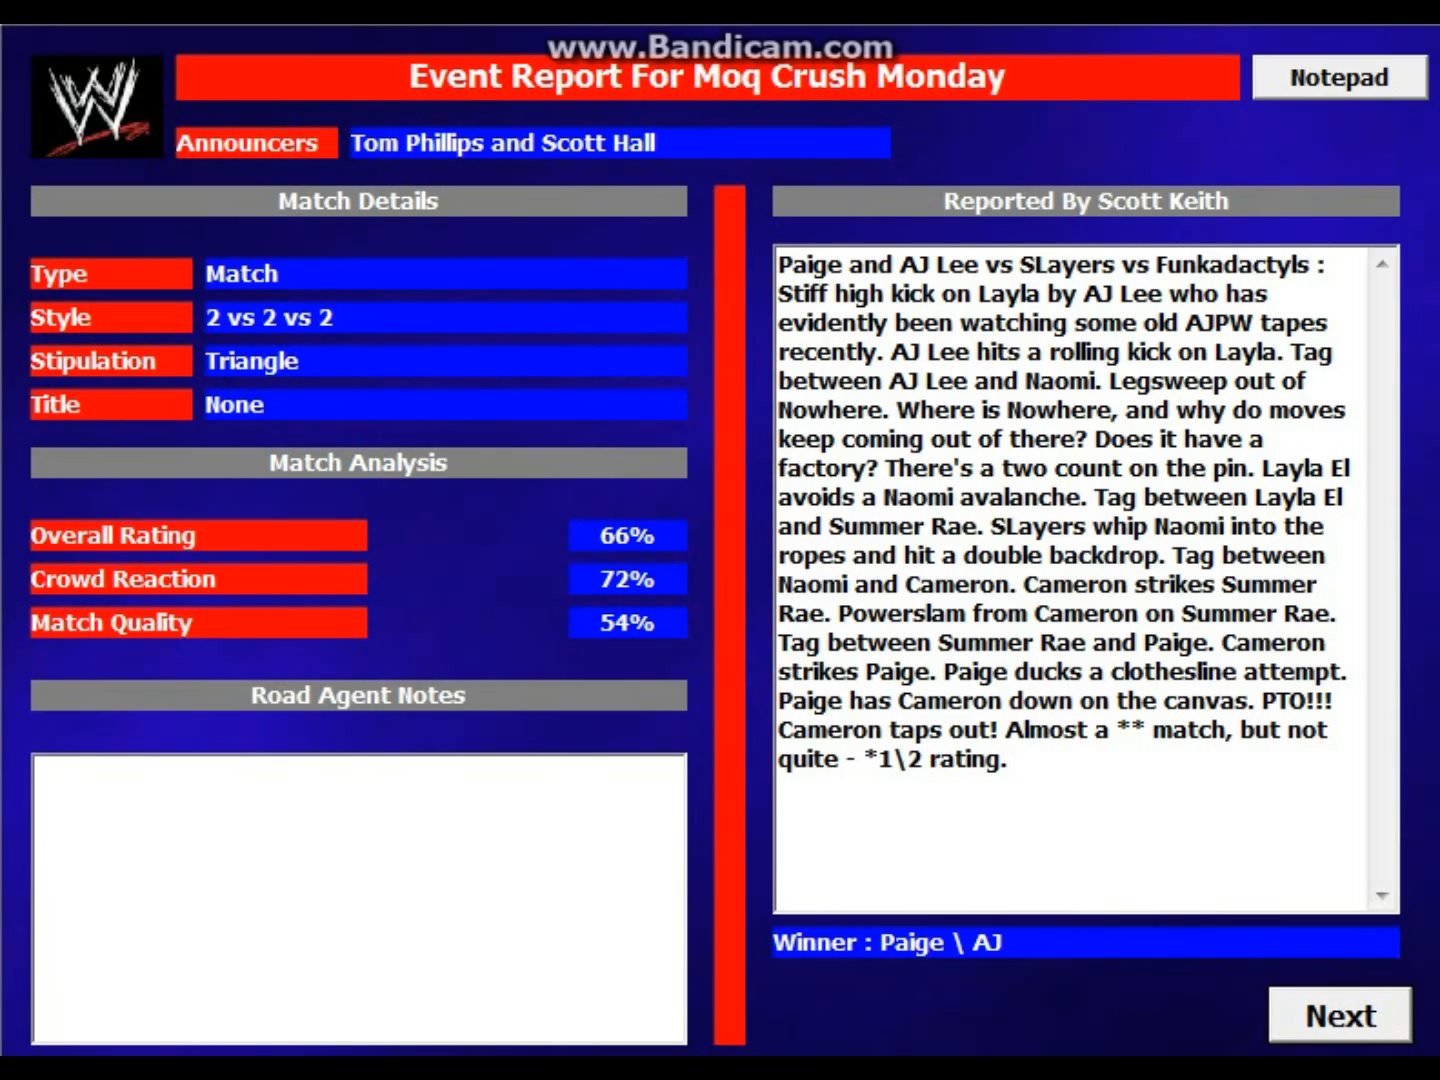 www.Bandicam.com
Event Report For Moq Crush Monday
Notepad
W
Announcers
Tom Phillips and Scott Hall
Match Details
Type
Match
Style
2 vs 2 vs 2
Stipulation
Triangle
Title
None
Match Analysis
Overall Rating
66%
Crowd Reaction
72%
Match Quality
54%
Road Agent Notes
Reported By Scott Keith
Paige and AJ Lee vs SLayers vs Funkadactyls :
Stiff high kick on Layla by AJ Lee who has
evidently been watching some old AJPW tapes
recently. AJ Lee hits a rolling kick on Layla. Tag
between AJ Lee and Naomi. Legsweep out of
Nowhere. Where is Nowhere, and why do moves
keep coming out of there? Does it have a
factory? There's a two count on the pin. Layla El
avoids a Naomi avalanche. Tag between Layla El
and Summer Rae. SLayers whip Naomi into the
ropes and hit a double backdrop. Tag between
Naomi and Cameron. Cameron strikes Summer
Rae. Powerslam from Cameron on Summer Rae.
Tag between Summer Rae and Paige. Cameron
strikes Paige. Paige ducks a clothesline attempt.
Paige has Cameron down on the canvas. PTO!!!
Cameron taps out! Almost a ** match, but not
quite - *1\2 rating.
Winner : Paige \ AJ
Next